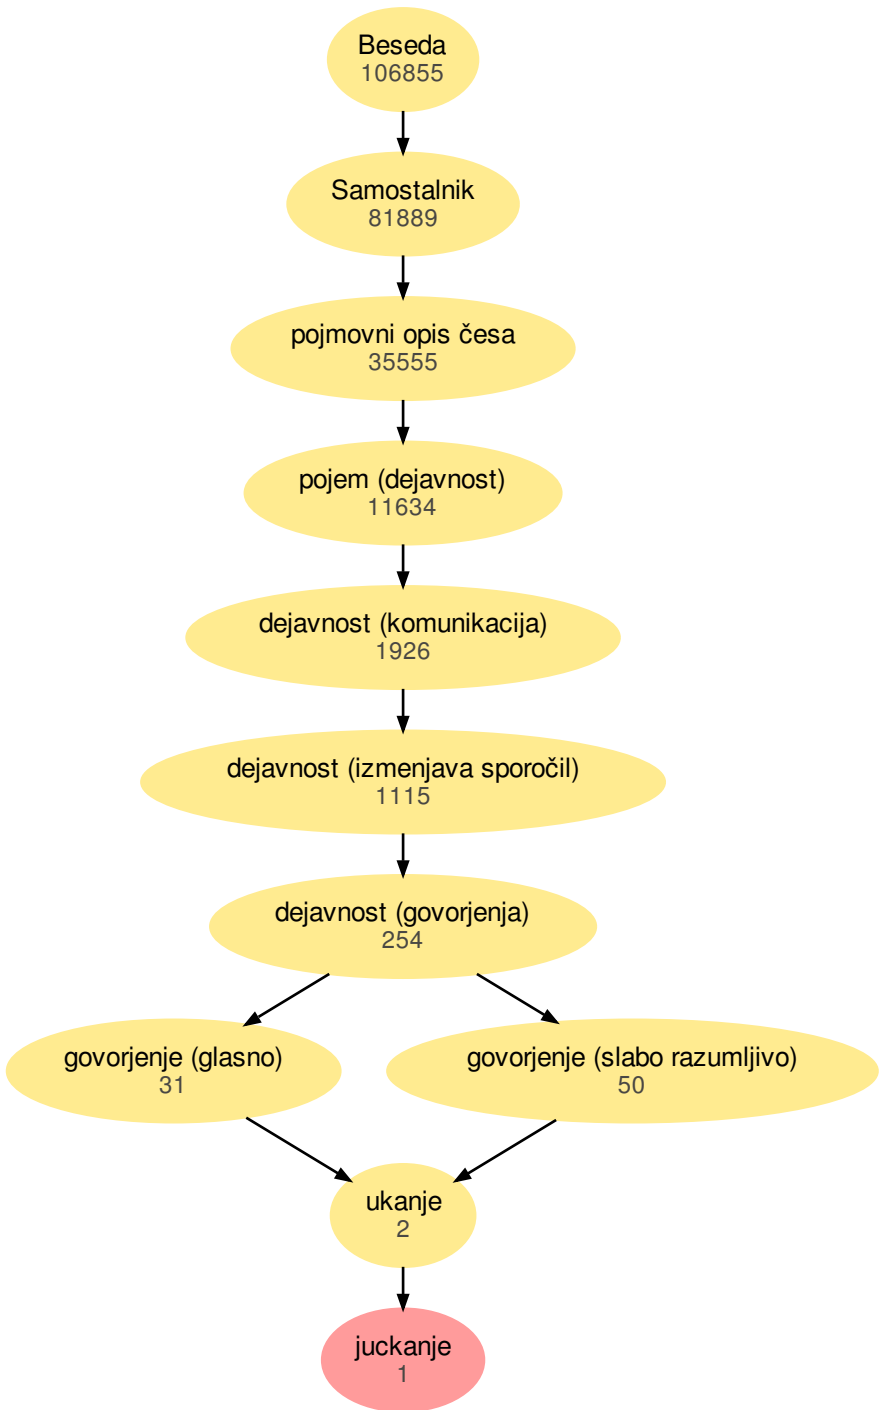 Beseda
106855
Samostalnik
81889
pojmovni opis česa
35555
pojem (dejavnost)
11634
dejavnost (komunikacija)
1926
dejavnost (izmenjava sporočil)
1115
dejavnost (govorjenja)
254
govorjenje (glasno)
31
govorjenje (slabo razumljivo)
50
ukanje
2
juckanje
1